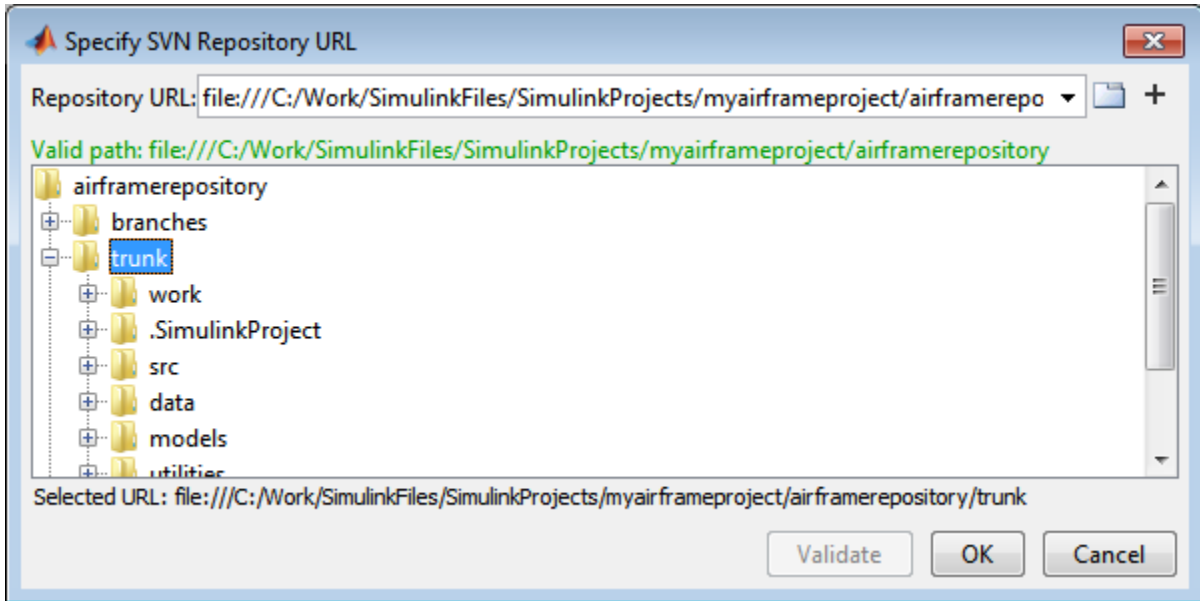 Specify SVN Repository URL
Repository URL: file:///C:/Work/SimulinkFiles/SimulinkProjects/myairframeproject/airframerepo
Valid path: file:///C:/Work/SimulinkFiles/SimulinkProjects/myairframeproject/airframerepository
airframerepository
branches
trunk
work
.SimulinkProject
src
data
models
utilities
Selected URL: file:///C:/Work/SimulinkFiles/SimulinkProjects/myairframeproject/airframerepository/trunk
Validate OK Cancel